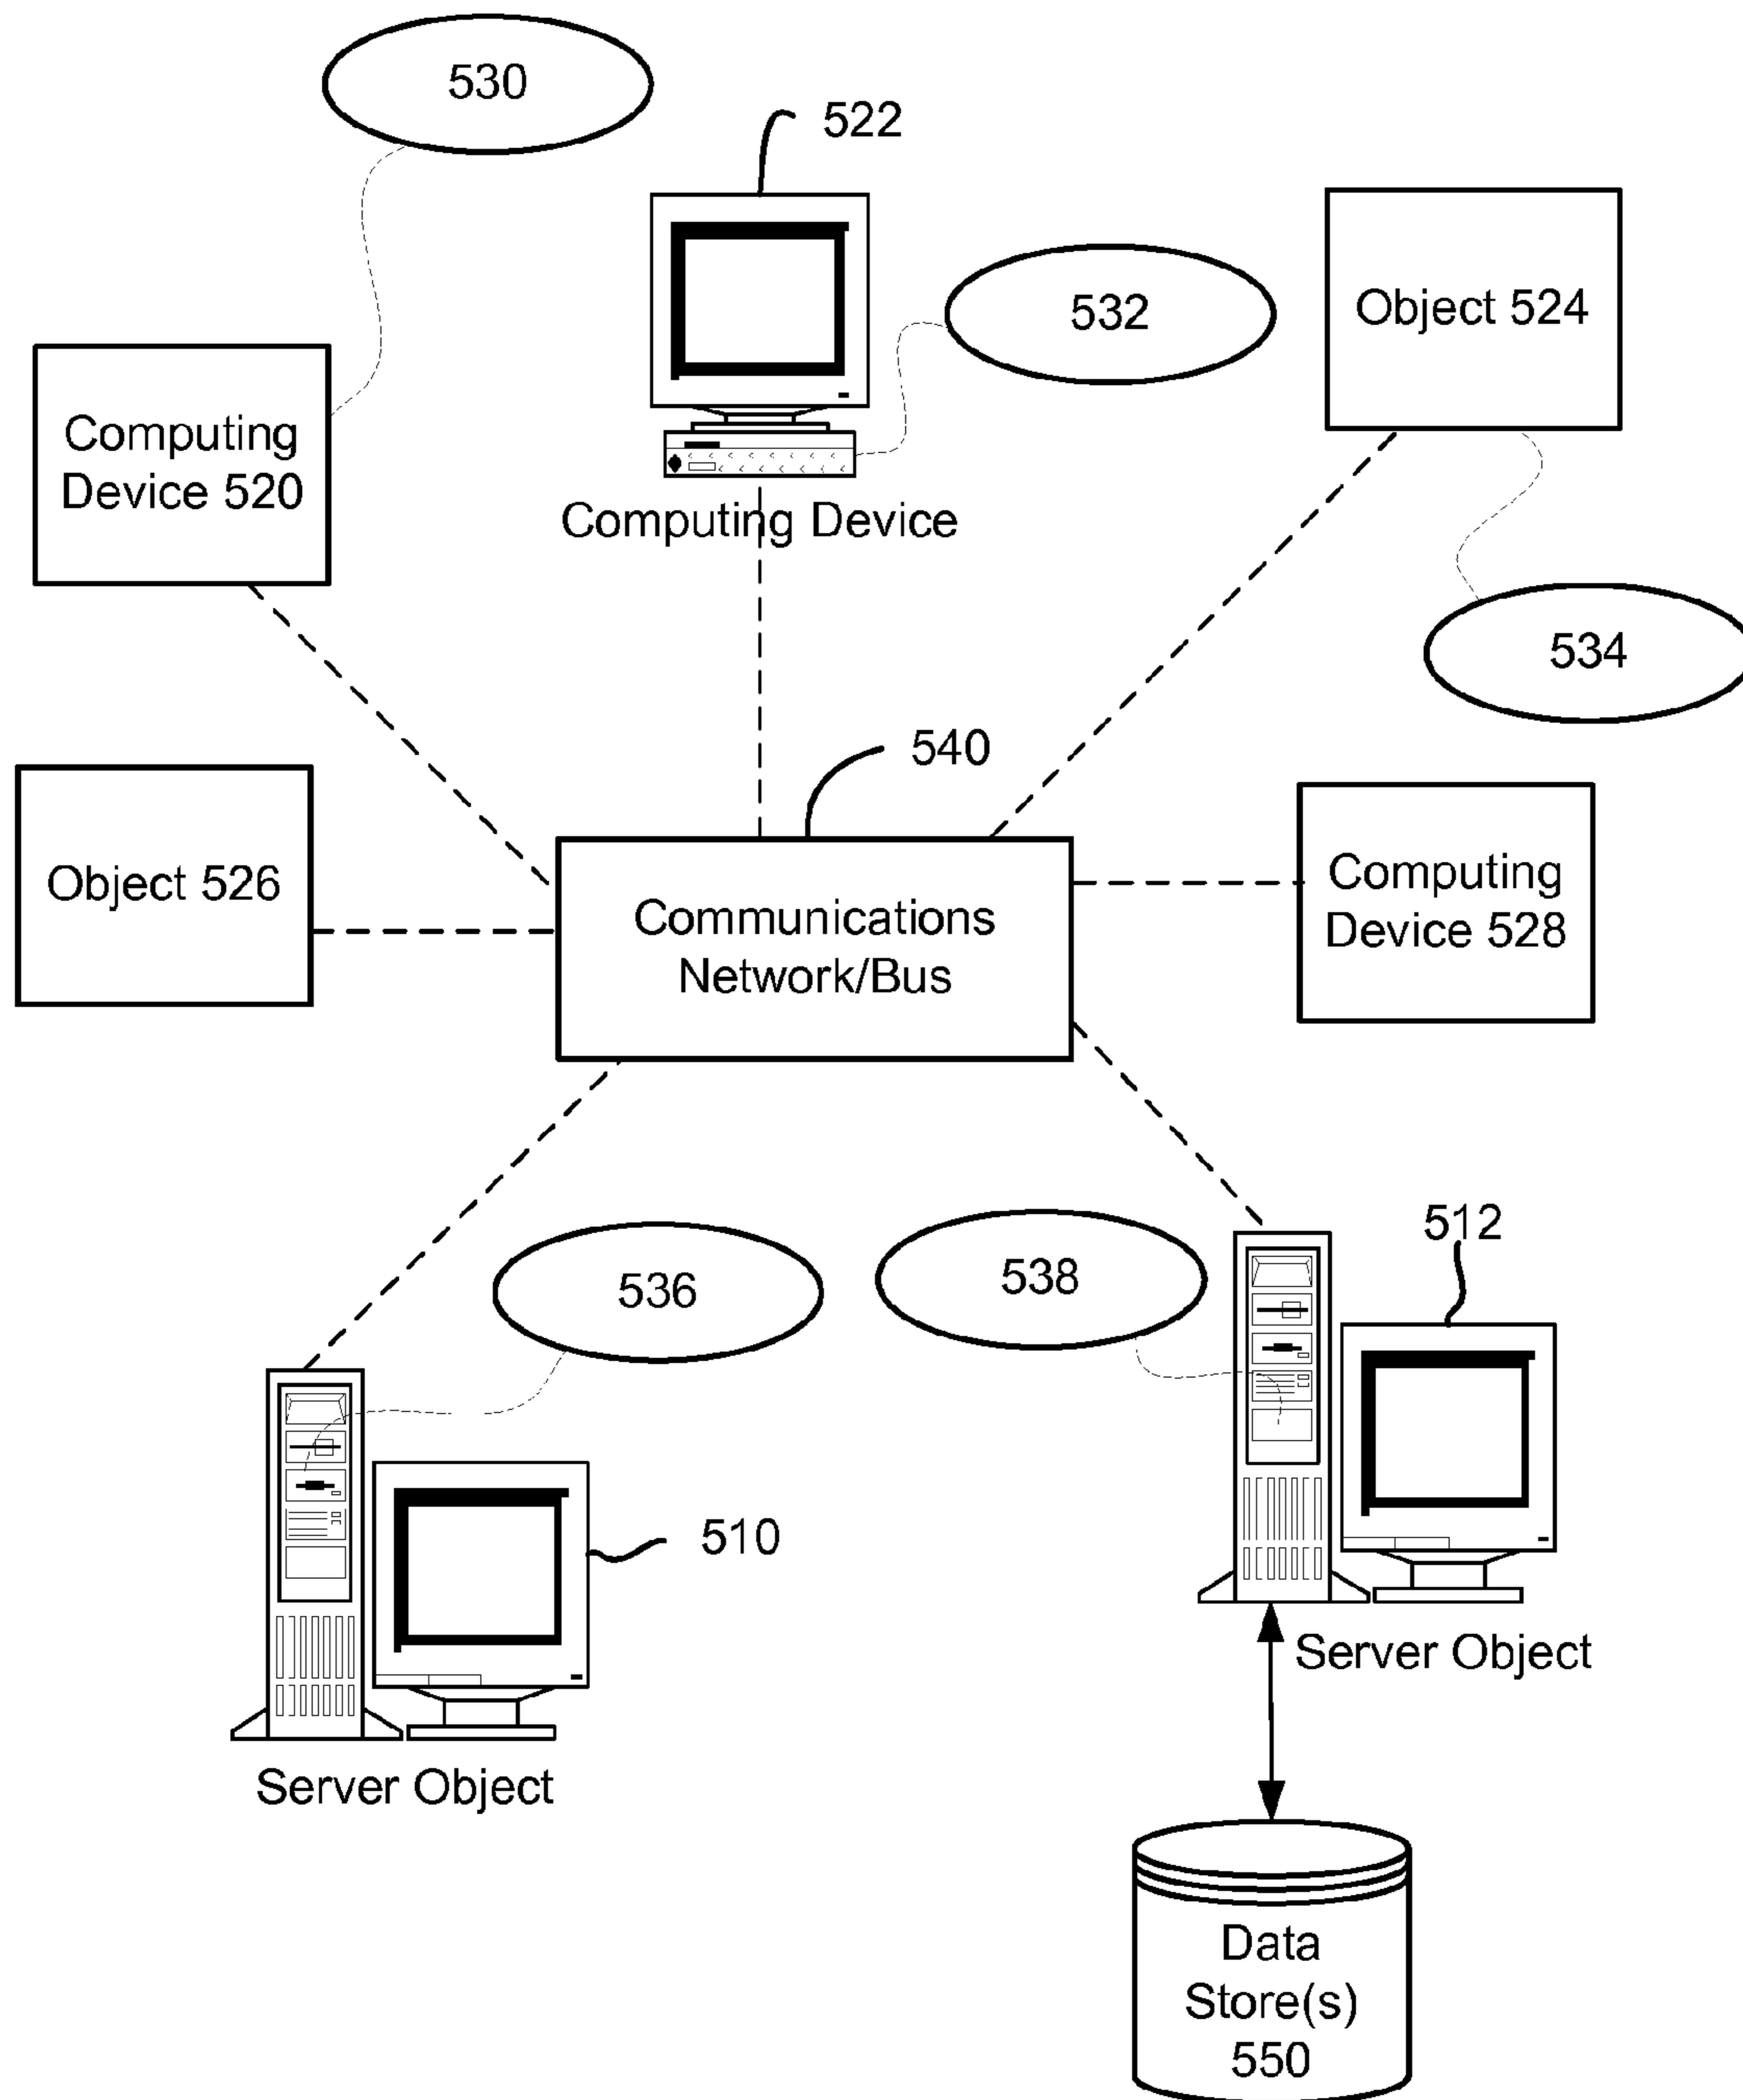 530
522
532
Object 524
Computing
Device 520
Computing Device
534
540
Object 526
Communications
Network/Bus
Computing
Device 528
536
538
512
510
Server Object
Server Object
Data
Store(s)
550